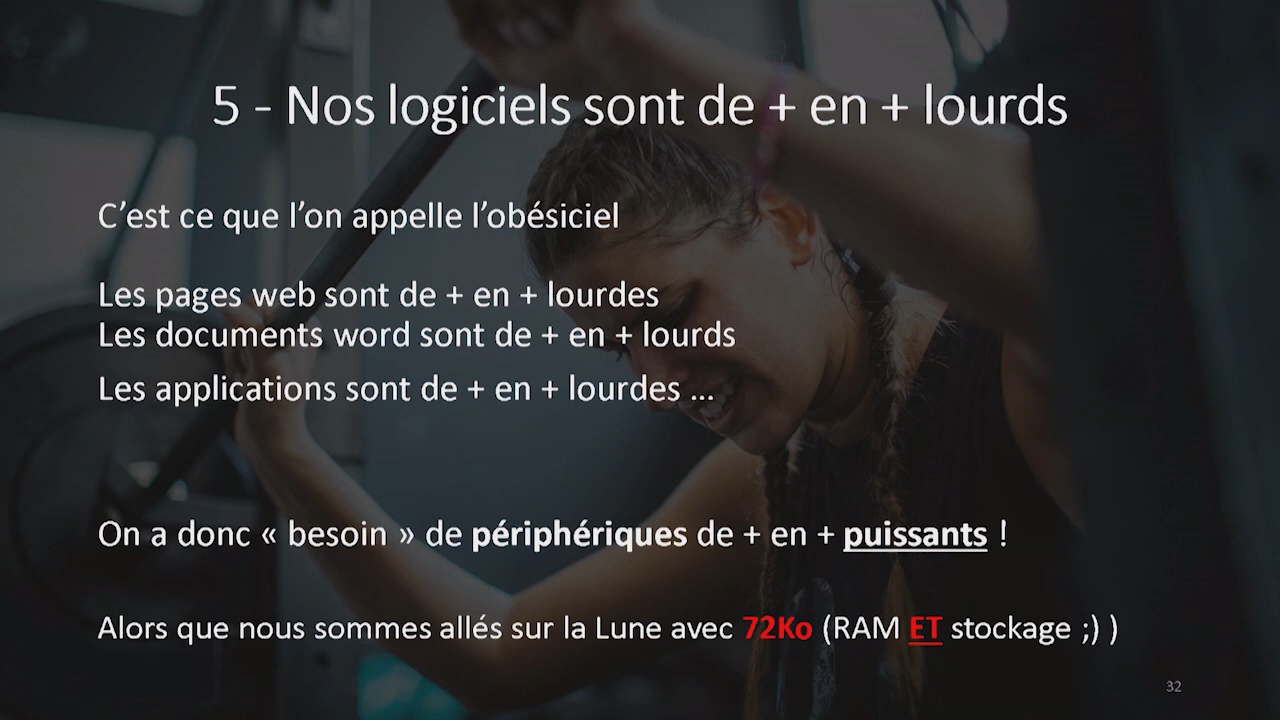 5 - Nos logiciels sont de + en + lourds
C’est ce que l’on appelle l’obésiciel
Les pages web sont de + en + lourdes
Les documents word sont de + en + lourds
Les applications sont de + en + lourdes ...
On a donc « besoin » de périphériques de + en + puissants !
Alors que nous sommes allés sur la Lune avec 72Ko (RAM ET stockage ;) )
32